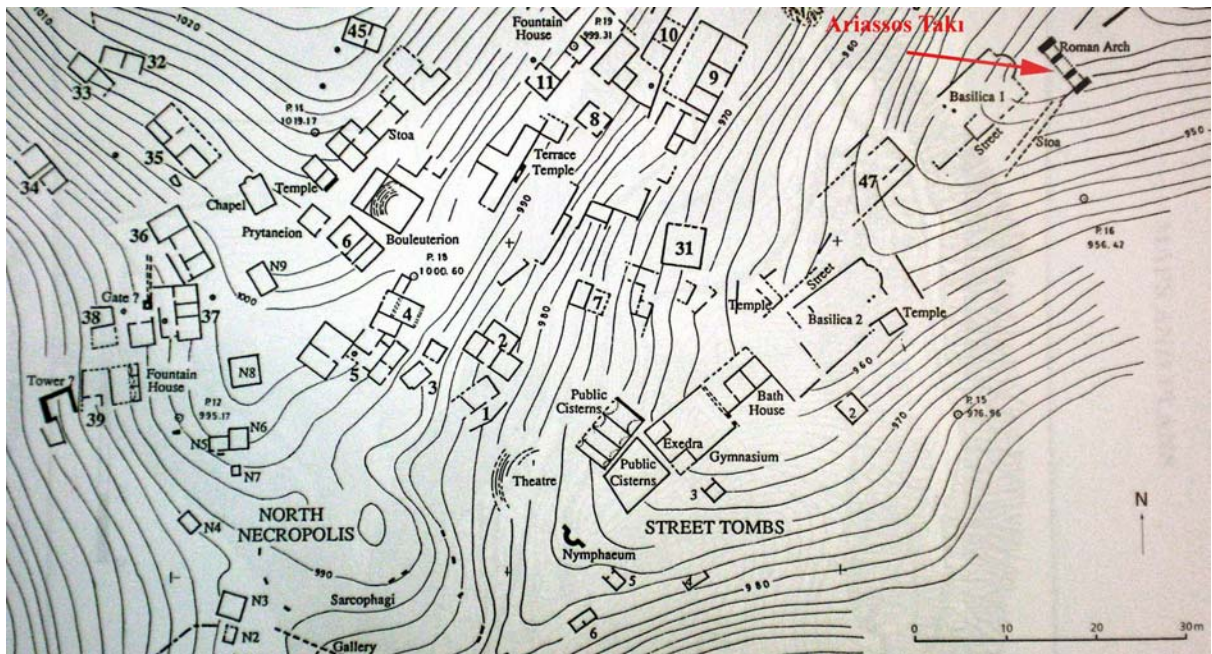 1010
1020
45
Fountain
House
P. 19
999.31
10
960
Ariassos Takı
Roman Arch
32
33
11
9
Basilica 1
P. 11
1019.17
8
970
35
Stoa
Street
Stoa
950
34
Terrace
Temple
Temple
47
Chapel
Prytaneion
990
36
6
Bouleuterion
31
P. 16
956.42
P. 18
1000.60
N9
1000
Gate ?
Temple
Street
Temple
38
37
4
7
980
Basilica 2
2
Tower ?
Fountain
House
N8
5
3
960
39
P. 12
995.17
1
Public
Cisterns
Bath
House
2
970
P. 15
976.96
N5
N6
Exedra
Gymnasium
N7
Theatre
Public
Cisterns
3
N
N4
NORTH
NECROPOLIS
STREET TOMBS
Nymphaeum
990
5
4
980
Sarcophagi
N3
6
N2
Gallery
0 10 20 30m